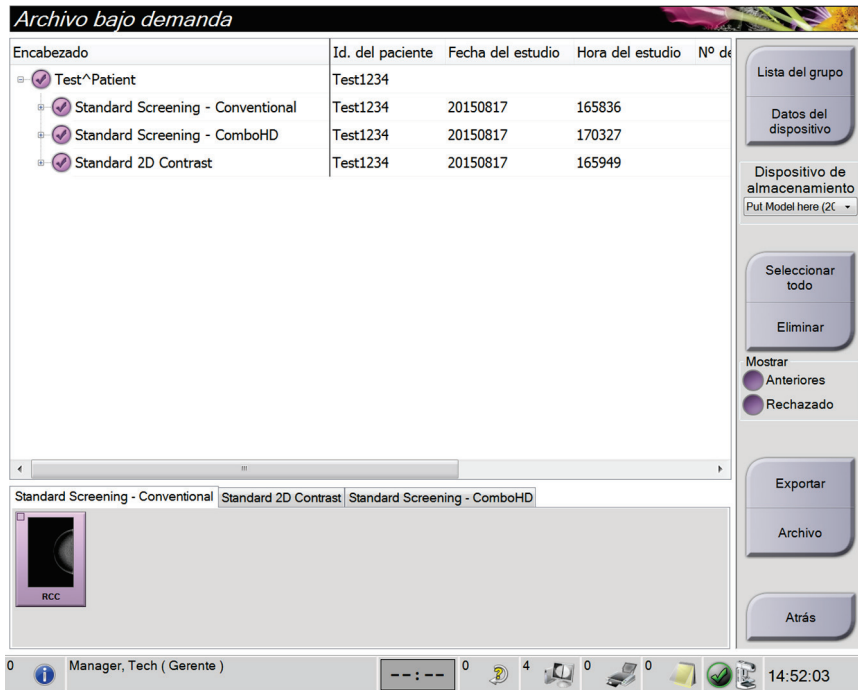 Archivo bajo demanda
Encabezado Id. del paciente Fecha del estudio Hora del estudio Nº de
Test^Patient Test1234
Standard Screening - Conventional Test1234 20150817 165836
Standard Screening - ComboHD Test1234 20150817 170327
Standard 2D Contrast Test1234 20150817 165949
Lista del grupo
Datos del
dispositivo
Dispositivo de
almacenamiento
Put Model here (20
Seleccionar
todo
Eliminar
Mostrar
Anteriores
Rechazado
Exportar
Archivo
Atrás
Standard Screening - Conventional Standard 2D Contrast Standard Screening - ComboHD
RCC
0 Manager, Tech ( Gerente ) --:-- 0 4 0 0 14:52:03